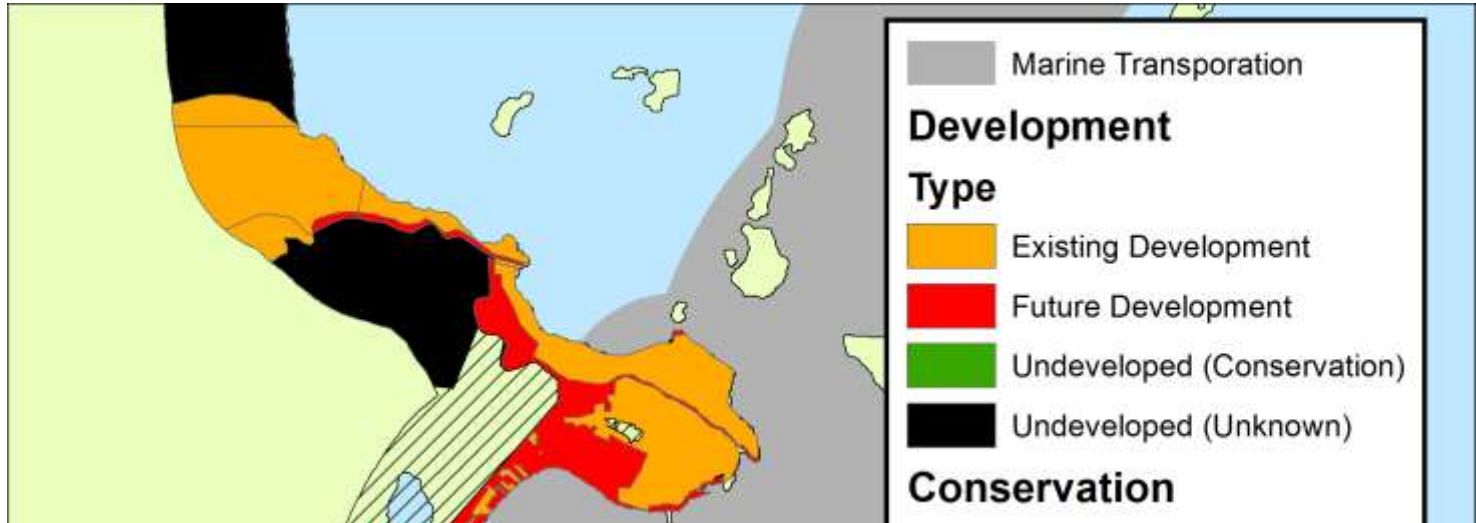 Marine Transporation
Development
Type
Existing Development
Future Development
Undeveloped (Conservation)
Undeveloped (Unknown)
Conservation